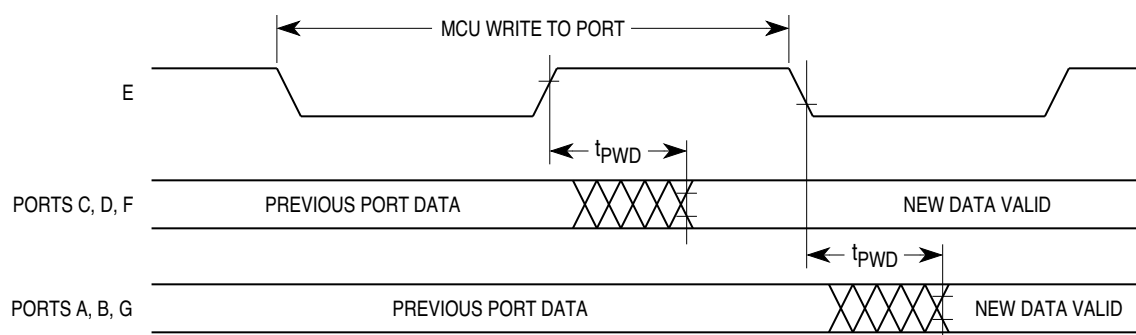 MCU WRITE TO PORT
E
tPWD
PORTS C, D, F
PREVIOUS PORT DATA
NEW DATA VALID
tPWD
PORTS A, B, G
PREVIOUS PORT DATA
NEW DATA VALID